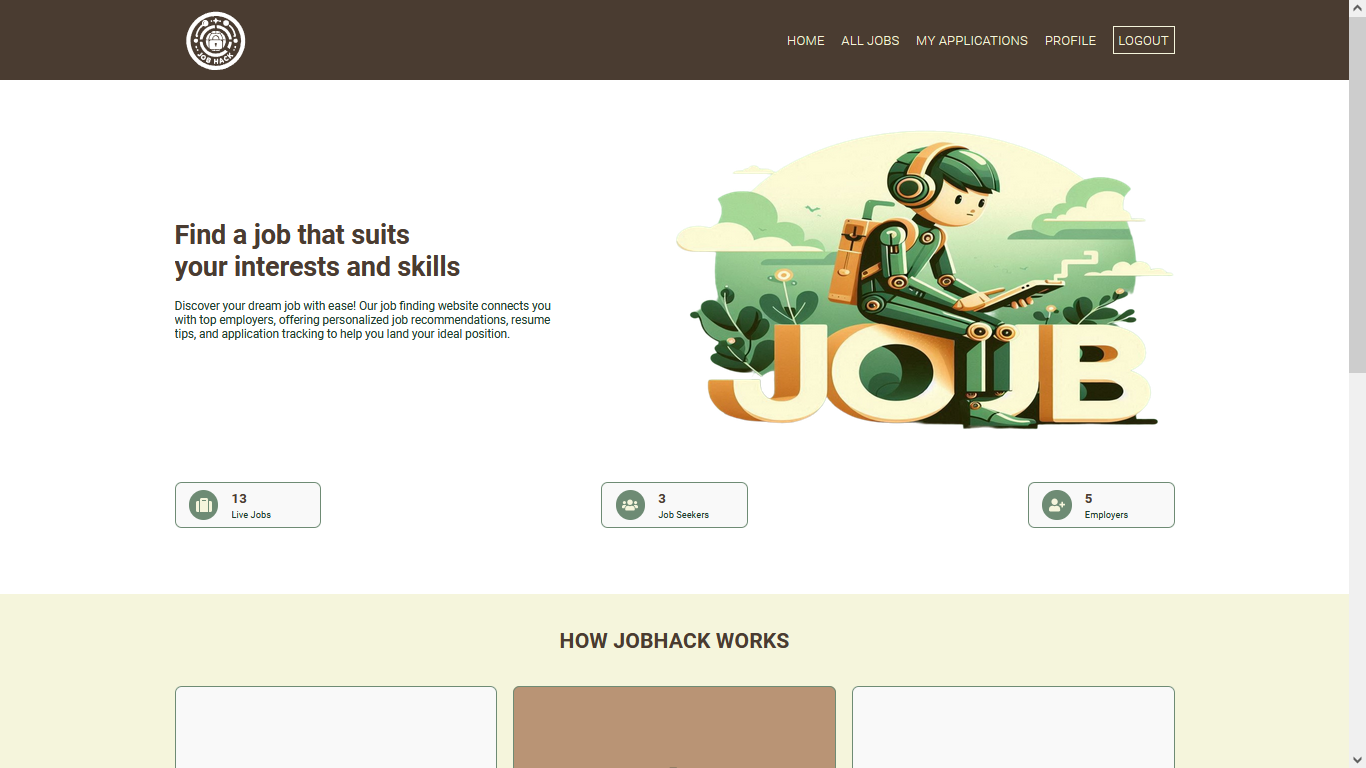 JOB HACK
HOME
ALL JOBS
MY APPLICATIONS
PROFILE
LOGOUT
Find a job that suits
your interests and skills
Discover your dream job with ease! Our job finding website connects you
with top employers, offering personalized job recommendations, resume
tips, and application tracking to help you land your ideal position.
JOB
13
Live Jobs
3
Job Seekers
5
Employers
HOW JOBHACK WORKS